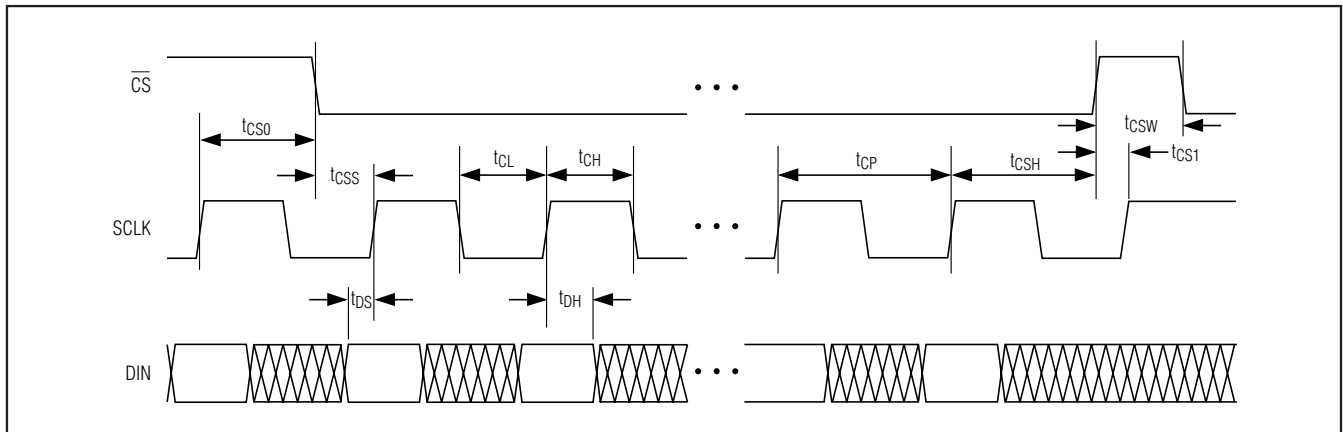 CS
tCSW
tCS0
tCS1
tCL
tCH
tCP
tCSH
tCSS
SCLK
tDS
tDH
DIN